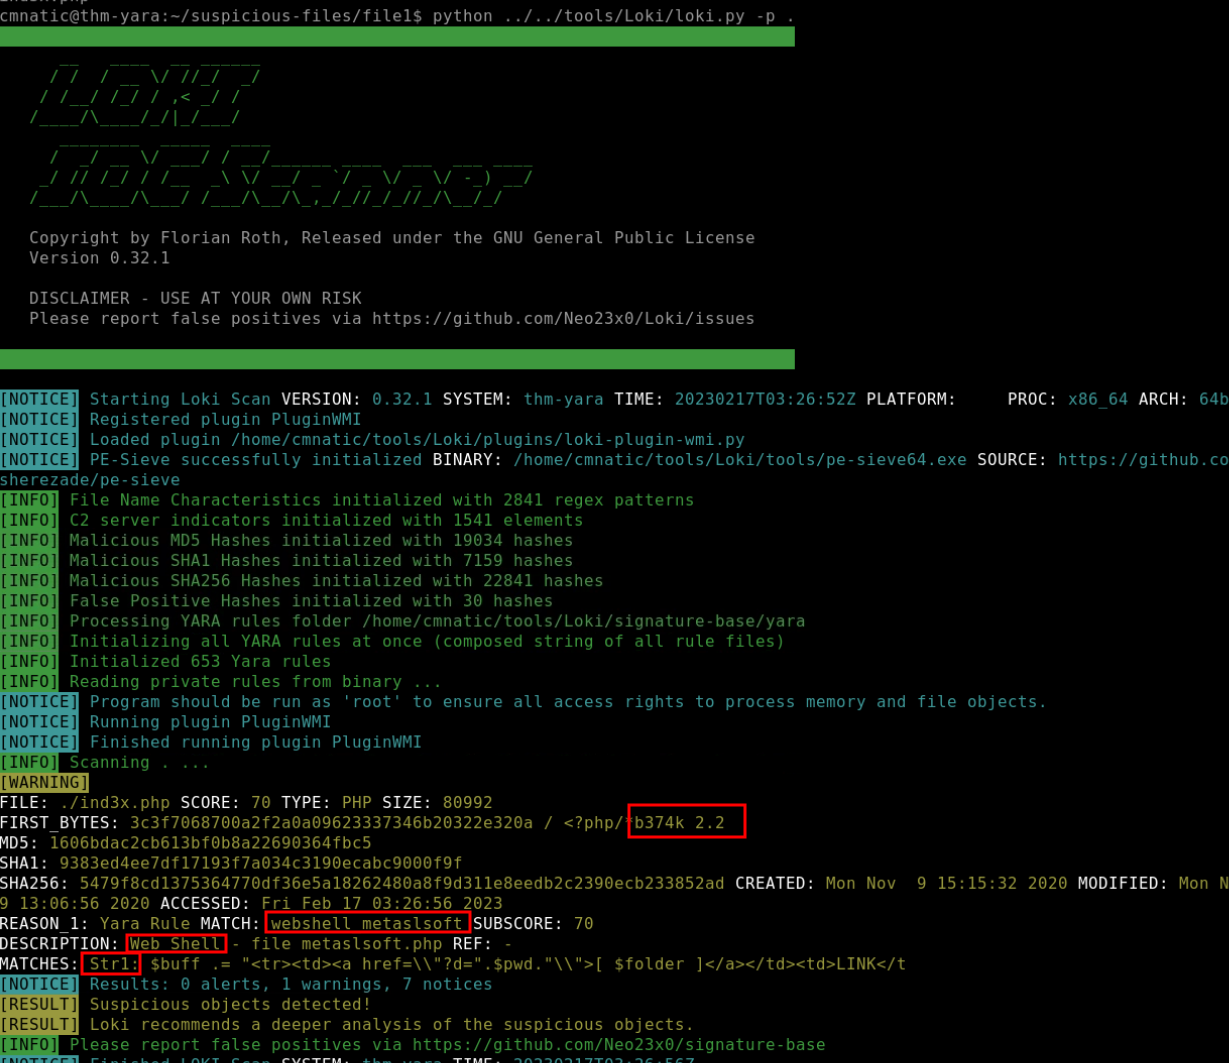 cmnatic@thm-yara:~/suspicious-files/file1$ python ../../tools/Loki/loki.py -p .
LOKI
IOC Scanner
Copyright by Florian Roth, Released under the GNU General Public License
Version 0.32.1
DISCLAIMER - USE AT YOUR OWN RISK
Please report false positives via https://github.com/Neo23x0/Loki/issues
[NOTICE] Starting Loki Scan VERSION: 0.32.1 SYSTEM: thm-yara TIME: 20230217T03:26:52Z PLATFORM:     PROC: x86_64 ARCH: 64b
[NOTICE] Registered plugin PluginWMI
[NOTICE] Loaded plugin /home/cmnatic/tools/Loki/plugins/loki-plugin-wmi.py
[NOTICE] PE-Sieve successfully initialized BINARY: /home/cmnatic/tools/Loki/tools/pe-sieve64.exe SOURCE: https://github.co
sherezade/pe-sieve
[INFO] File Name Characteristics initialized with 2841 regex patterns
[INFO] C2 server indicators initialized with 1541 elements
[INFO] Malicious MD5 Hashes initialized with 19034 hashes
[INFO] Malicious SHA1 Hashes initialized with 7159 hashes
[INFO] Malicious SHA256 Hashes initialized with 22841 hashes
[INFO] False Positive Hashes initialized with 30 hashes
[INFO] Processing YARA rules folder /home/cmnatic/tools/Loki/signature-base/yara
[INFO] Initializing all YARA rules at once (composed string of all rule files)
[INFO] Initialized 653 Yara rules
[INFO] Reading private rules from binary ...
[NOTICE] Program should be run as 'root' to ensure all access rights to process memory and file objects.
[NOTICE] Running plugin PluginWMI
[NOTICE] Finished running plugin PluginWMI
[INFO] Scanning . ...
[WARNING]
FILE: ./ind3x.php SCORE: 70 TYPE: PHP SIZE: 80992
FIRST_BYTES: 3c3f7068700a2f2a0a09623337346b20322e320a / <?php/*b374k 2.2
MD5: 1606bdac2cb613bf0b8a22690364fbc5
SHA1: 9383ed4ee7df17193f7a034c3190ecabc9000f9f
SHA256: 5479f8cd1375364770df36e5a18262480a8f9d311e8eedb2c2390ecb233852ad CREATED: Mon Nov  9 15:15:32 2020 MODIFIED: Mon N
9 13:06:56 2020 ACCESSED: Fri Feb 17 03:26:56 2023
REASON_1: Yara Rule MATCH: webshell_metaslsoft SUBSCORE: 70
DESCRIPTION: Web Shell - file metaslsoft.php REF: -
MATCHES: Str1: $buff .= "<tr><td><a href=\\"?d=".$pwd."\\">[ $folder ]</a></td><td>LINK</t
[NOTICE] Results: 0 alerts, 1 warnings, 7 notices
[RESULT] Suspicious objects detected!
[RESULT] Loki recommends a deeper analysis of the suspicious objects.
[INFO] Please report false positives via https://github.com/Neo23x0/signature-base
[NOTICE] Finished LOKI Scan SYSTEM: thm-yara TIME: 20230217T03:26:56Z